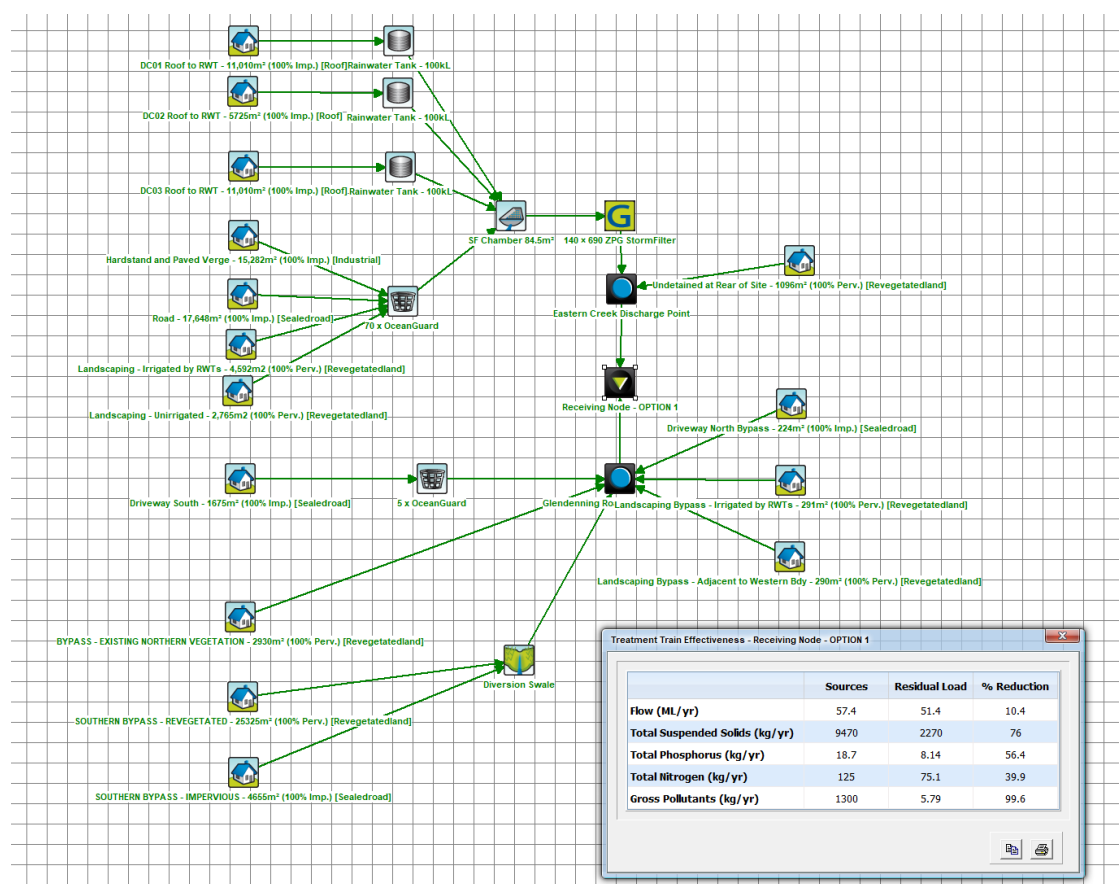 DC01 Roof to RWT - 11,010m² (100% Imp.) [Roof]
Rainwater Tank - 100kL
DC02 Roof to RWT - 5725m² (100% Imp.) [Roof]
Rainwater Tank - 100kL
DC03 Roof to RWT - 11,010m² (100% Imp.) [Roof]
Rainwater Tank - 100kL
G
SF Chamber 84.5m²
140 x 690 ZPG StormFilter
Hardstand and Paved Verge - 15,282m² (100% Imp.) [Industrial]
Undetained at Rear of Site - 1096m² (100% Perv.) [Revegetatedland]
Eastern Creek Discharge Point
Road - 17,648m² (100% Imp.) [Sealedroad]
70 x OceanGuard
Landscaping - Irrigated by RWTs - 4,592m2 (100% Perv.) [Revegetatedland]
Landscaping - Unirrigated - 2,765m2 (100% Perv.) [Revegetatedland]
Receiving Node - OPTION 1
Driveway North Bypass - 224m² (100% Imp.) [Sealedroad]
Driveway South - 1675m² (100% Imp.) [Sealedroad]
5 x OceanGuard
Glendenning
Landscaping Bypass - Irrigated by RWTs - 291m² (100% Perv.) [Revegetatedland]
Landscaping Bypass - Adjacent to Western Bdy - 290m² (100% Perv.) [Revegetatedland]
BYPASS - EXISTING NORTHERN VEGETATION - 2930m² (100% Perv.) [Revegetatedland]
Diversion Swale
SOUTHERN BYPASS - REVEGETATED - 25325m² (100% Perv.) [Revegetatedland]
SOUTHERN BYPASS - IMPERVIOUS - 4655m² (100% Imp.) [Sealedroad]
Treatment Train Effectiveness - Receiving Node - OPTION 1
Sources Residual Load % Reduction
Flow (ML/yr) 57.4 51.4 10.4
Total Suspended Solids (kg/yr) 9470 2270 76
Total Phosphorus (kg/yr) 18.7 8.14 56.4
Total Nitrogen (kg/yr) 125 75.1 39.9
Gross Pollutants (kg/yr) 1300 5.79 99.6